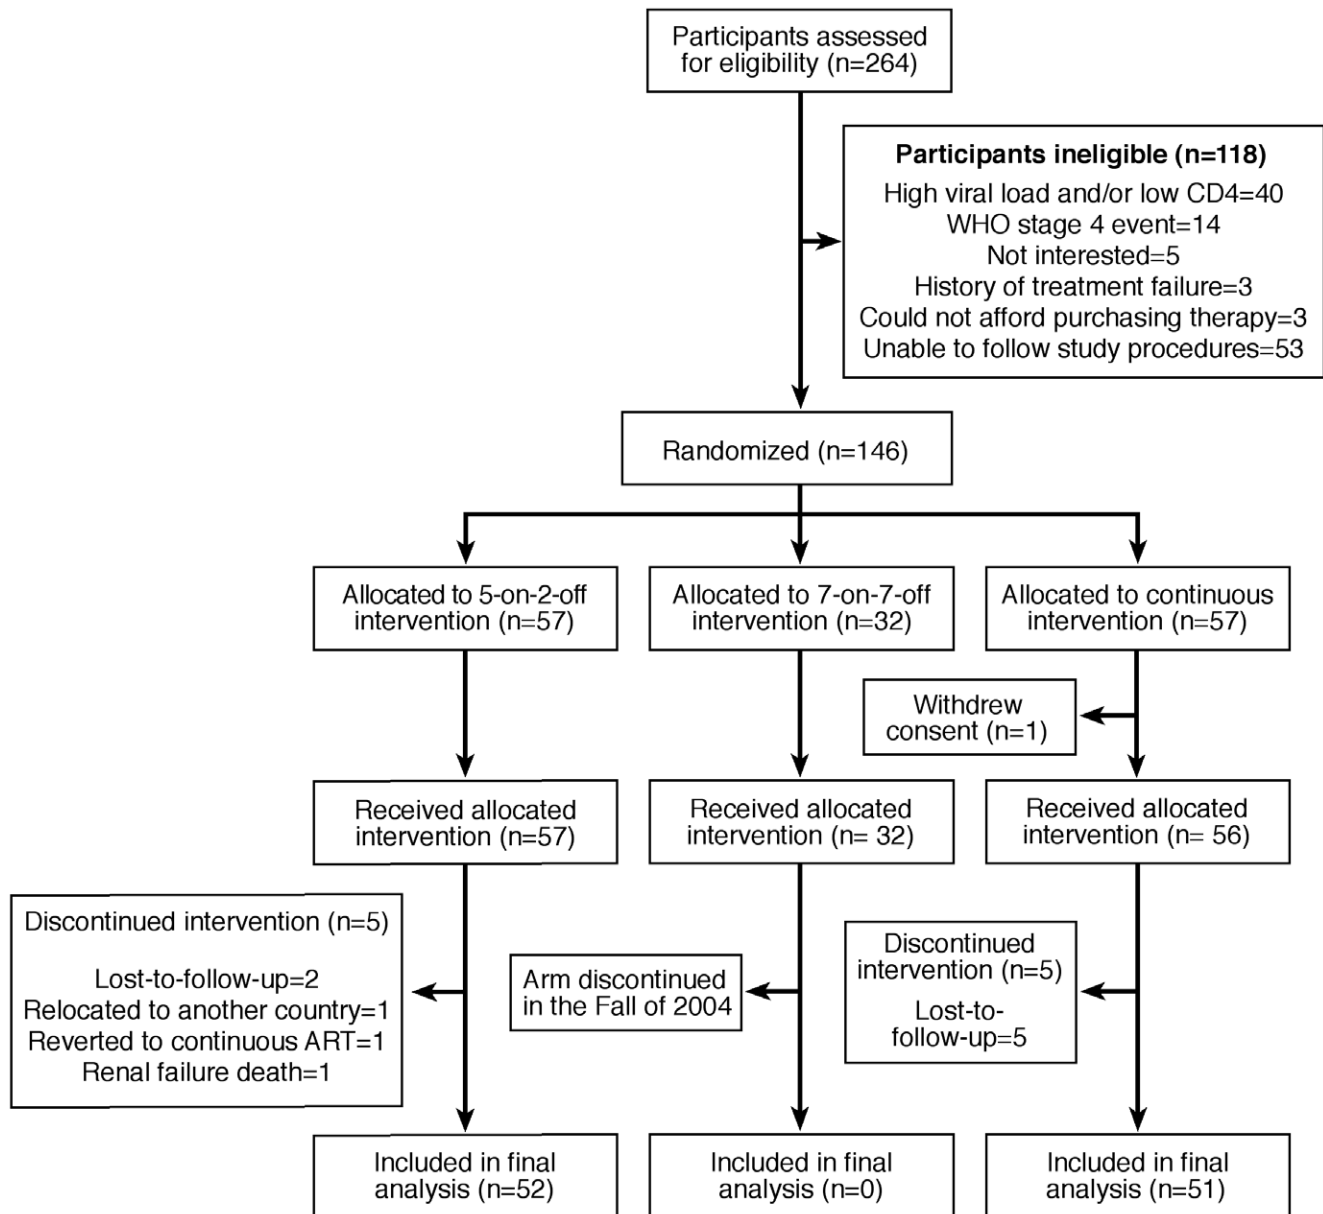 Participants assessed
for eligibility (n=264)
Participants ineligible (n=118)
High viral load and/or low CD4=40
WHO stage 4 event=14
Not interested=5
History of treatment failure=3
Could not afford purchasing therapy=3
Unable to follow study procedures=53
Randomized (n=146)
Allocated to 5-on-2-off
intervention (n=57)
Allocated to 7-on-7-off
intervention (n=32)
Allocated to continuous
intervention (n=57)
Withdrew
consent (n=1)
Received allocated
intervention (n=57)
Received allocated
intervention (n= 32)
Received allocated
intervention (n= 56)
Discontinued intervention (n=5)
Lost-to-follow-up=2
Relocated to another country=1
Reverted to continuous ART=1
Renal failure death=1
Arm discontinued
in the Fall of 2004
Discontinued
intervention (n=5)
Lost-to-
follow-up=5
Included in final
analysis (n=52)
Included in final
analysis (n=0)
Included in final
analysis (n=51)